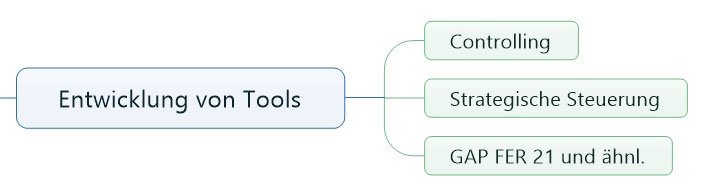 Entwicklung von Tools
Controlling
Strategische Steuerung
GAP FER 21 und ähnl.